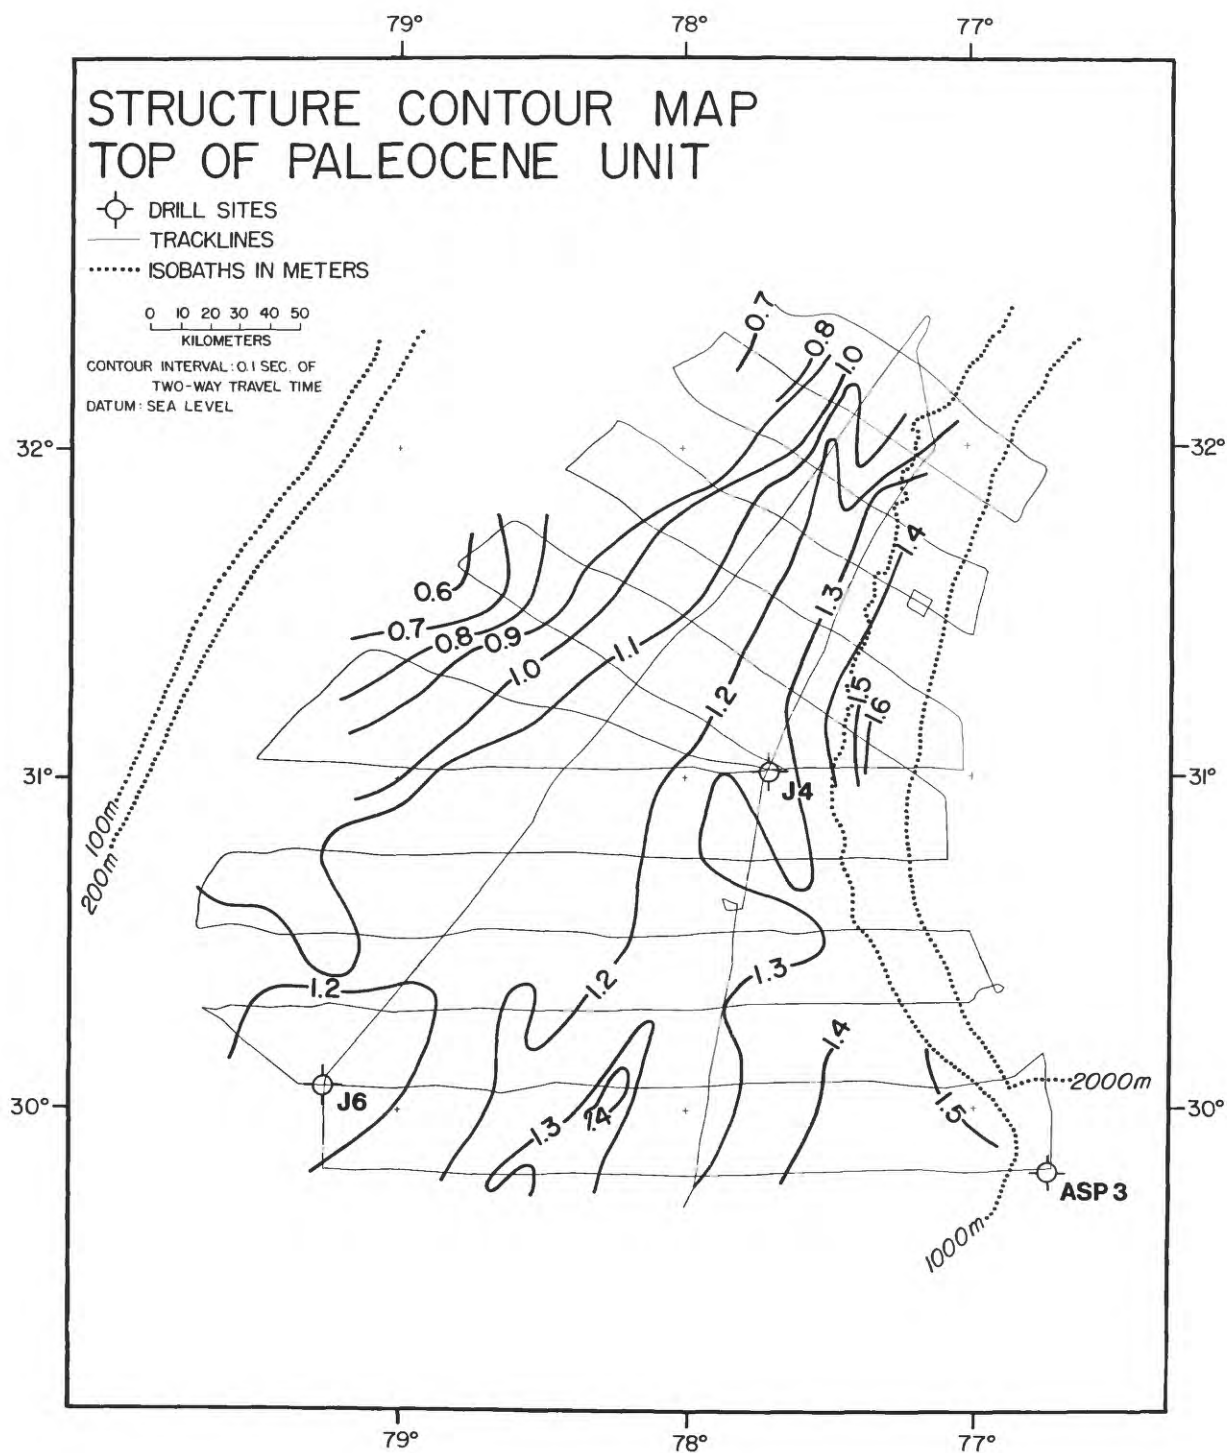 79° 78° 77°
STRUCTURE CONTOUR MAP
TOP OF PALEOCENE UNIT
DRILL SITES
TRACKLINES
ISOBATHS IN METERS
0 10 20 30 40 50
KILOMETERS
CONTOUR INTERVAL: 0.1 SEC. OF
TWO-WAY TRAVEL TIME
DATUM: SEA LEVEL
0.7
0.8
1.0
32° 32°
1.4
0.6
1.3
0.7
0.8
0.9
1.1
1.0
1.2
1.5
1.6
31° 31°
J4
100m
200m
1.3
1.2
1.2
1.4
2000m
30° 30°
J6
1.3
1.4
1.5
ASP 3
1000m
79° 78° 77°